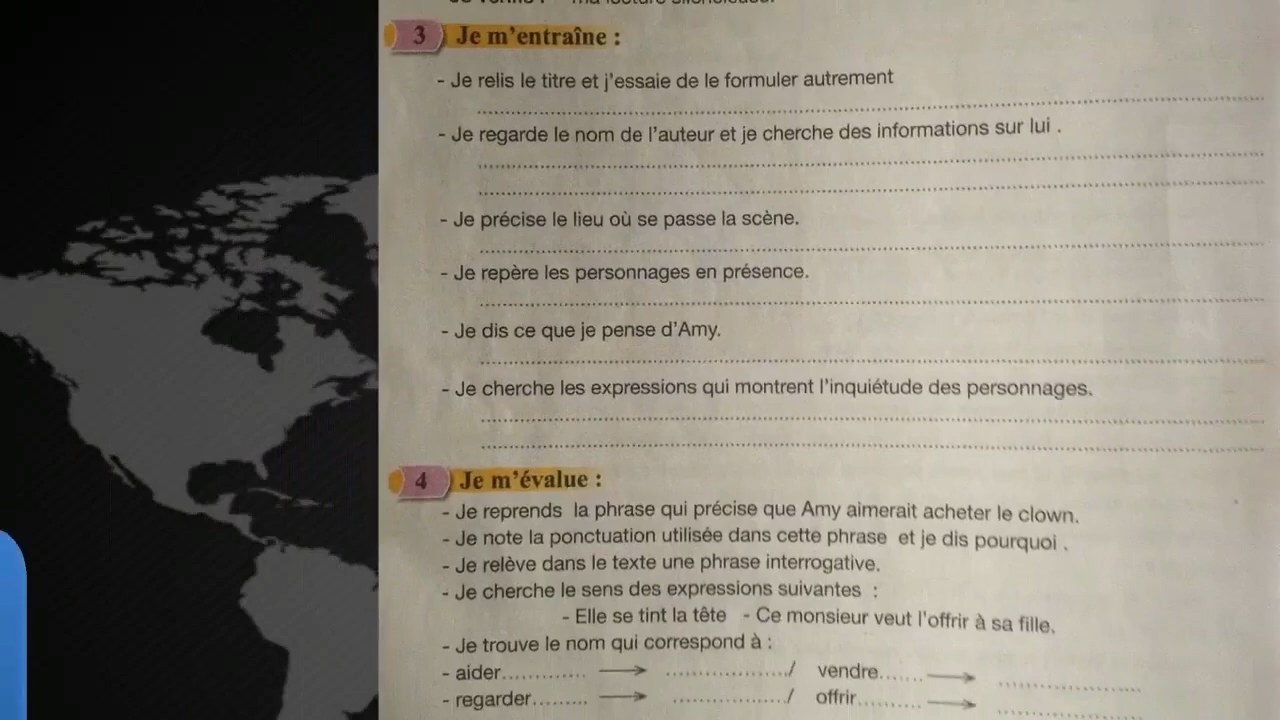 3 Je m'entraîne :
- Je relis le titre et j'essaie de le formuler autrement
- Je regarde le nom de l'auteur et je cherche des informations sur lui .
- Je précise le lieu où se passe la scène.
- Je repère les personnages en présence.
- Je dis ce que je pense d'Amy.
- Je cherche les expressions qui montrent l'inquiétude des personnages.
4 Je m'évalue :
- Je reprends la phrase qui précise que Amy aimerait acheter le clown.
- Je note la ponctuation utilisée dans cette phrase et je dis pourquoi .
- Je relève dans le texte une phrase interrogative.
- Je cherche le sens des expressions suivantes :
- Elle se tint la tête - Ce monsieur veut l'offrir à sa fille.
- Je trouve le nom qui correspond à :
- aider.............. → ...................../ vendre....... → .......................
- regarder......... → ...................../ offrir.......... → .......................